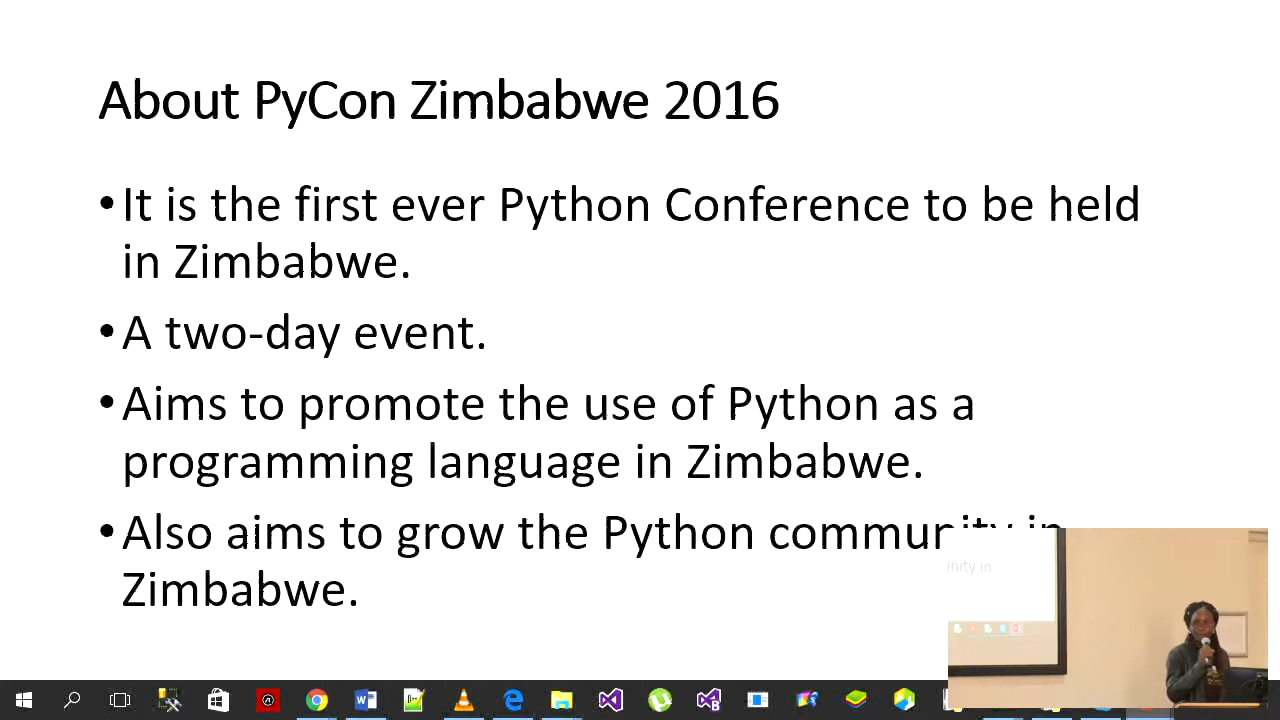 About PyCon Zimbabwe 2016
•It is the first ever Python Conference to be held
in Zimbabwe.
•A two-day event.
•Aims to promote the use of Python as a
programming language in Zimbabwe.
•Also aims to grow the Python community in
Zimbabwe.
inity in